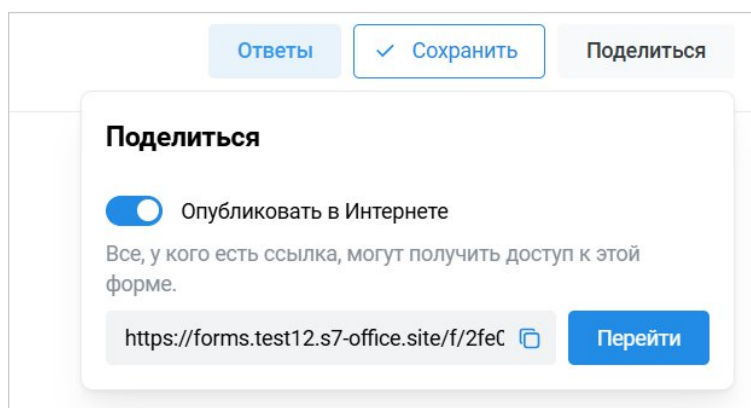 Ответы Сохранить Поделиться
Поделиться
Опубликовать в Интернете
Все, у кого есть ссылка, могут получить доступ к этой
форме.
https://forms.test12.s7-office.site/f/2fe0 Перейти